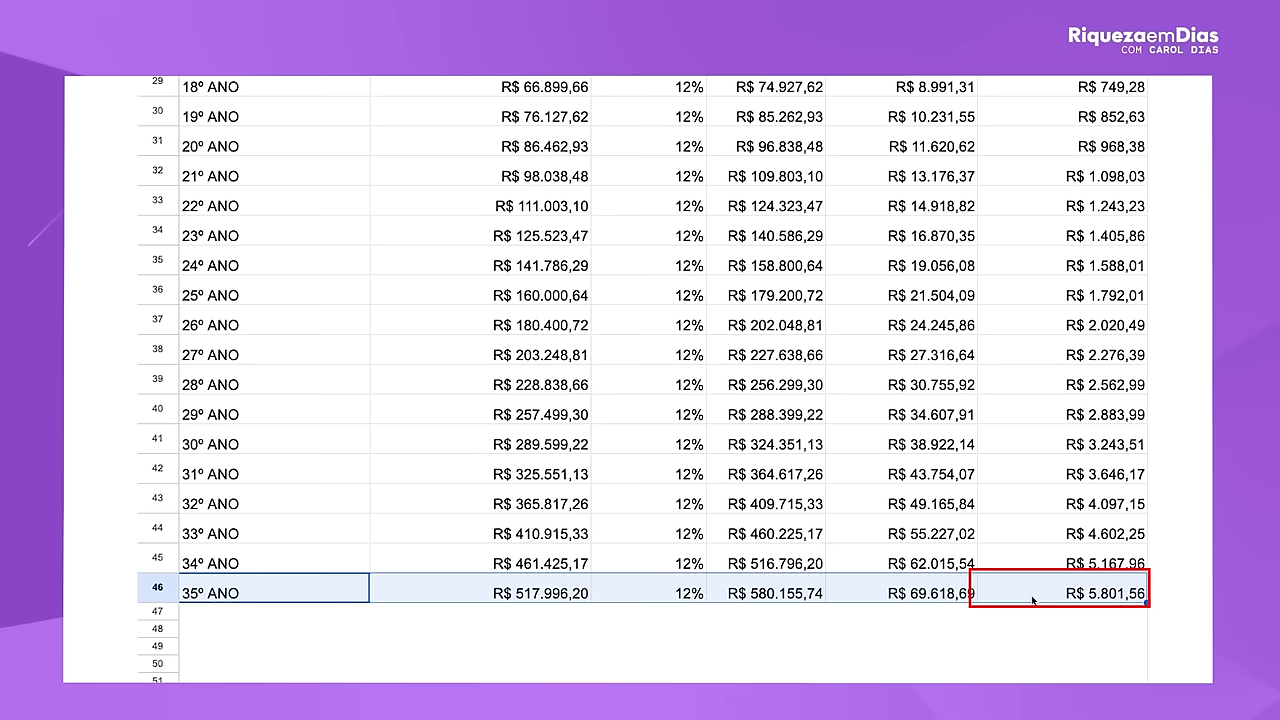 RiquezaemDias
COM CAROL DIAS
29 18º ANO R$ 66.899,66 12% R$ 74.927,62 R$ 8.991,31 R$ 749,28
30 19º ANO R$ 76.127,62 12% R$ 85.262,93 R$ 10.231,55 R$ 852,63
31 20º ANO R$ 86.462,93 12% R$ 96.838,48 R$ 11.620,62 R$ 968,38
32 21º ANO R$ 98.038,48 12% R$ 109.803,10 R$ 13.176,37 R$ 1.098,03
33 22º ANO R$ 111.003,10 12% R$ 124.323,47 R$ 14.918,82 R$ 1.243,23
34 23º ANO R$ 125.523,47 12% R$ 140.586,29 R$ 16.870,35 R$ 1.405,86
35 24º ANO R$ 141.786,29 12% R$ 158.800,64 R$ 19.056,08 R$ 1.588,01
36 25º ANO R$ 160.000,64 12% R$ 179.200,72 R$ 21.504,09 R$ 1.792,01
37 26º ANO R$ 180.400,72 12% R$ 202.048,81 R$ 24.245,86 R$ 2.020,49
38 27º ANO R$ 203.248,81 12% R$ 227.638,66 R$ 27.316,64 R$ 2.276,39
39 28º ANO R$ 228.838,66 12% R$ 256.299,30 R$ 30.755,92 R$ 2.562,99
40 29º ANO R$ 257.499,30 12% R$ 288.399,22 R$ 34.607,91 R$ 2.883,99
41 30º ANO R$ 289.599,22 12% R$ 324.351,13 R$ 38.922,14 R$ 3.243,51
42 31º ANO R$ 325.551,13 12% R$ 364.617,26 R$ 43.754,07 R$ 3.646,17
43 32º ANO R$ 365.817,26 12% R$ 409.715,33 R$ 49.165,84 R$ 4.097,15
44 33º ANO R$ 410.915,33 12% R$ 460.225,17 R$ 55.227,02 R$ 4.602,25
45 34º ANO R$ 461.425,17 12% R$ 516.796,20 R$ 62.015,54 R$ 5.167,96
46 35º ANO R$ 517.996,20 12% R$ 580.155,74 R$ 69.618,69 R$ 5.801,56
47
48
49
50
51